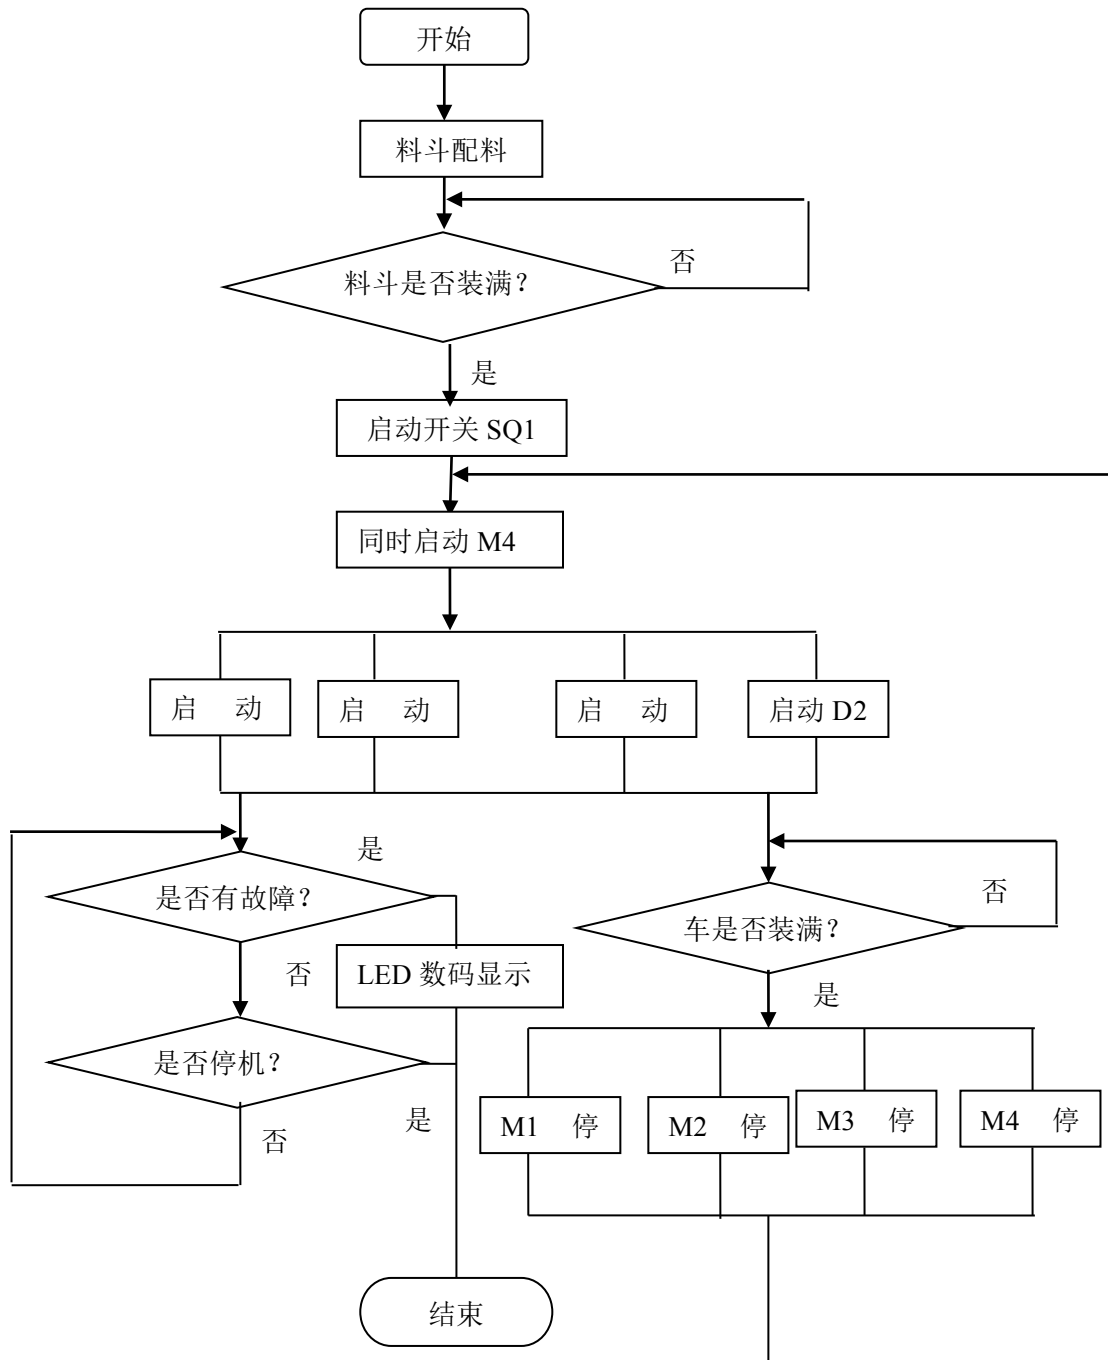 开始
料斗配料
料斗是否装满？
否
是
启动开关 SQ1
同时启动 M4
启 动
启 动
启 动
启动 D2
是
是否有故障？
否
LED 数码显示
是否停机？
是
否
否
车是否装满？
是
M1 停
M2 停
M3 停
M4 停
结束